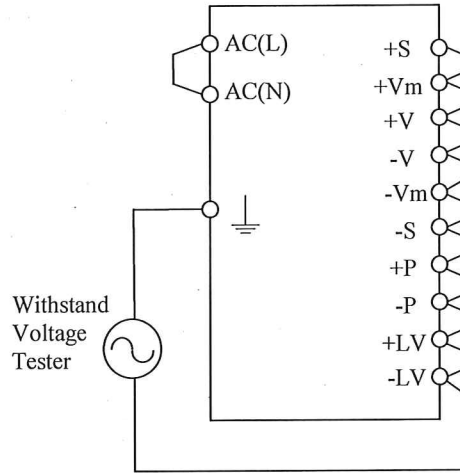 AC(L)
AC(N)
+S
+Vm
+V
-V
-Vm
-S
+P
-P
+LV
-LV
Withstand
Voltage
Tester